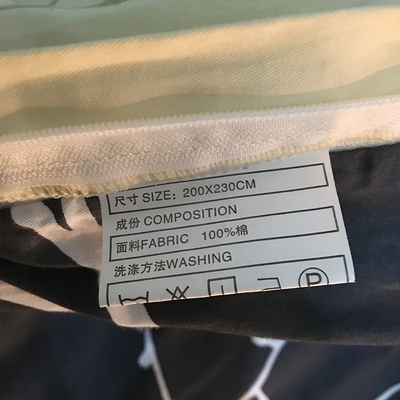 尺寸 SIZE: 200X230CM
成份 COMPOSITION
面料FABRIC 100%棉
洗涤方法WASHING
P